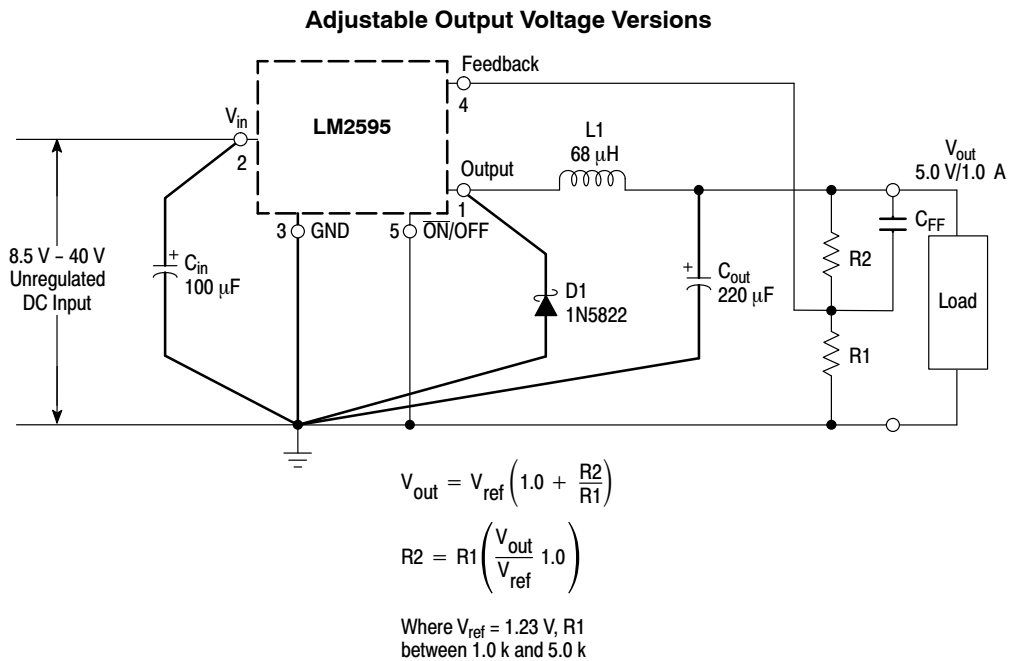 Adjustable Output Voltage Versions
Feedback
4
LM2595
Vin
2
L1
68 μH
Output
1
Vout
5.0 V/1.0 A
3 GND
5 ON/OFF
CFF
8.5 V – 40 V
Unregulated
DC Input
+ Cin
100 μF
D1
1N5822
+ Cout
220 μF
R2
Load
R1
Vout = Vref (1.0 + R2/R1)
R2 = R1 (Vout/Vref 1.0)
Where Vref = 1.23 V, R1
between 1.0 k and 5.0 k